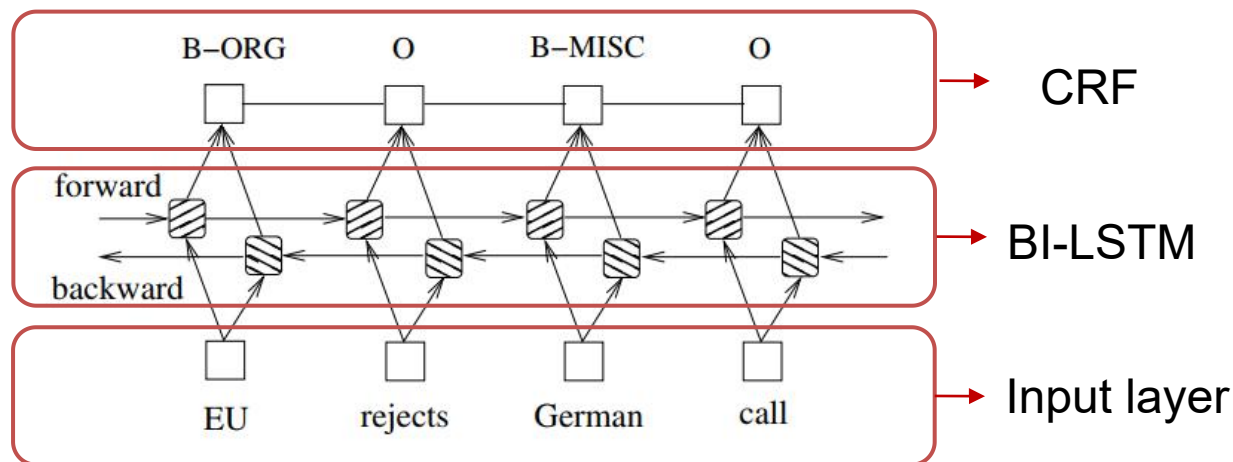 B–ORG O B–MISC O
CRF
forward
BI-LSTM
backward
EU rejects German call
Input layer